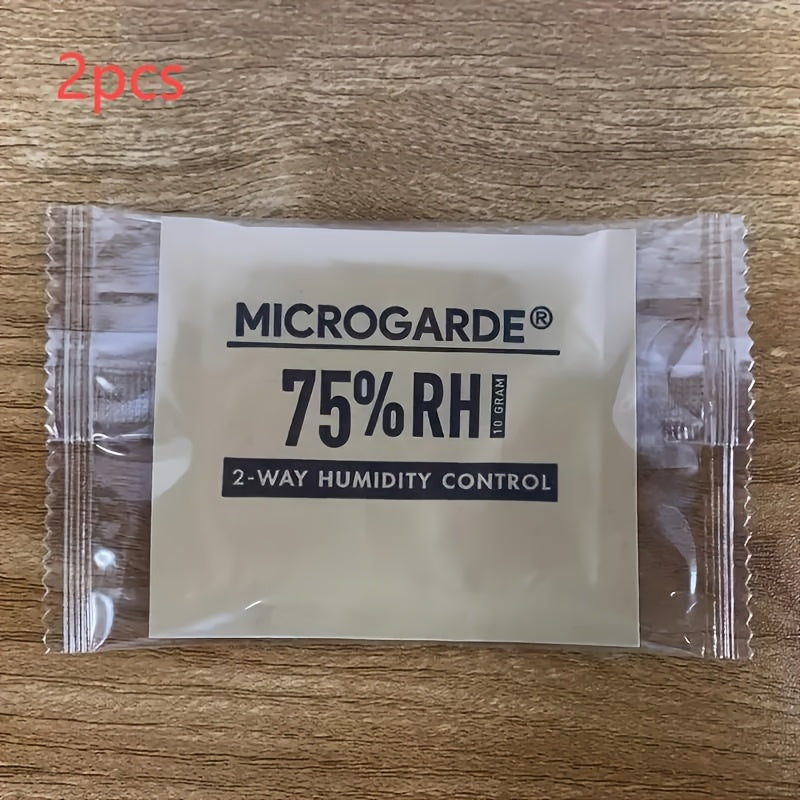 2pcs
MICROGARDE®
75%RH 10 GRAM
2-WAY HUMIDITY CONTROL